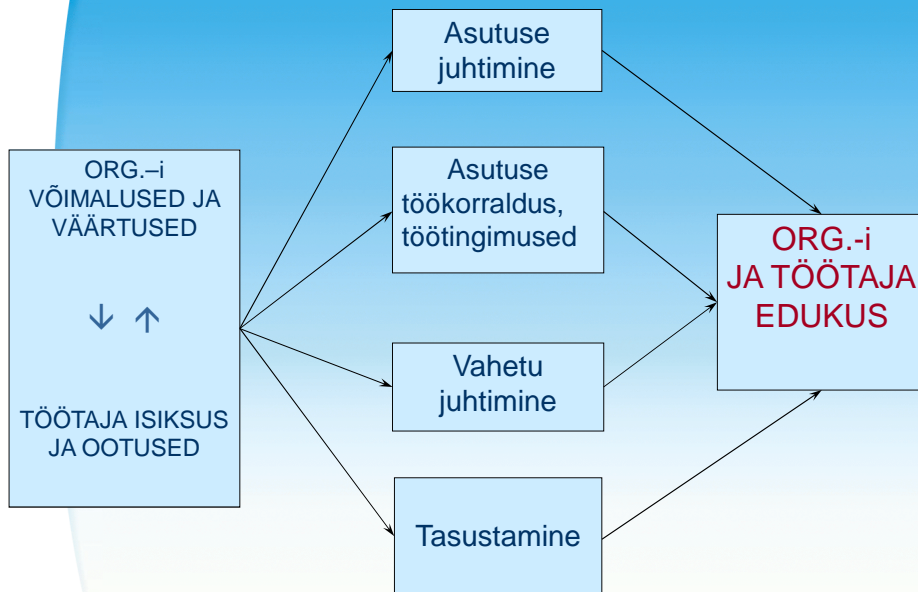 ORG.–i
VÕIMALUSED JA
VÄÄRTUSED
↓ ↑
TÖÖTAJA ISIKSUS
JA OOTUSED
Asutuse
juhtimine
Asutuse
töökorraldus,
töötingimused
Vahetu
juhtimine
Tasustamine
ORG.-i
JA TÖÖTAJA
EDUKUS